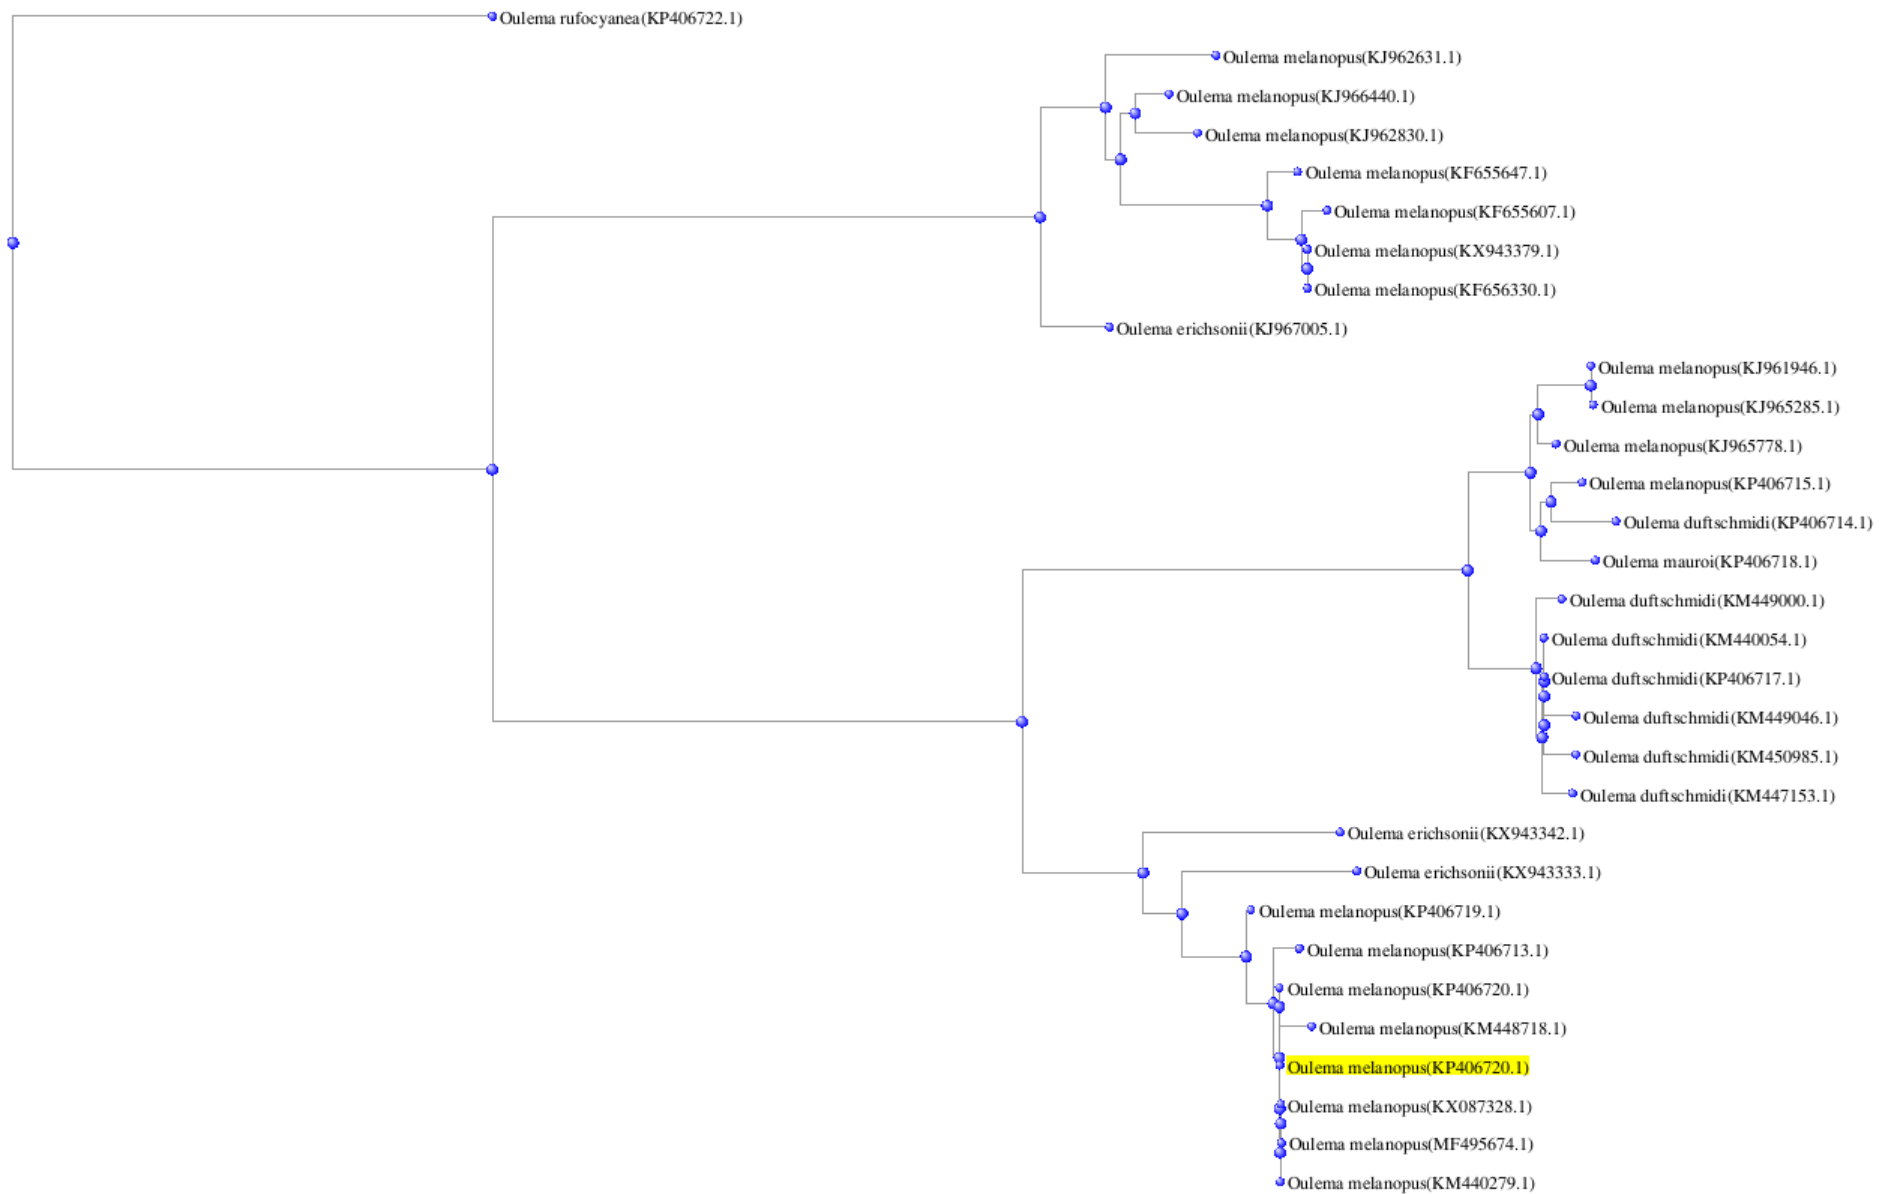 Oulema rufocyanea(KP406722.1)
Oulema melanopus(KJ962631.1)
Oulema melanopus(KJ966440.1)
Oulema melanopus(KJ962830.1)
Oulema melanopus(KF655647.1)
Oulema melanopus(KF655607.1)
Oulema melanopus(KX943379.1)
Oulema melanopus(KF656330.1)
Oulema erichsonii(KJ967005.1)
Oulema melanopus(KJ961946.1)
Oulema melanopus(KJ965285.1)
Oulema melanopus(KJ965778.1)
Oulema melanopus(KP406715.1)
Oulema duftschmidi(KP406714.1)
Oulema mauroi(KP406718.1)
Oulema duftschmidi(KM449000.1)
Oulema duftschmidi(KM440054.1)
Oulema duftschmidi(KP406717.1)
Oulema duftschmidi(KM449046.1)
Oulema duftschmidi(KM450985.1)
Oulema duftschmidi(KM447153.1)
Oulema erichsonii(KX943342.1)
Oulema erichsonii(KX943333.1)
Oulema melanopus(KP406719.1)
Oulema melanopus(KP406713.1)
Oulema melanopus(KP406720.1)
Oulema melanopus(KM448718.1)
Oulema melanopus(KP406720.1)
Oulema melanopus(KX087328.1)
Oulema melanopus(MF495674.1)
Oulema melanopus(KM440279.1)